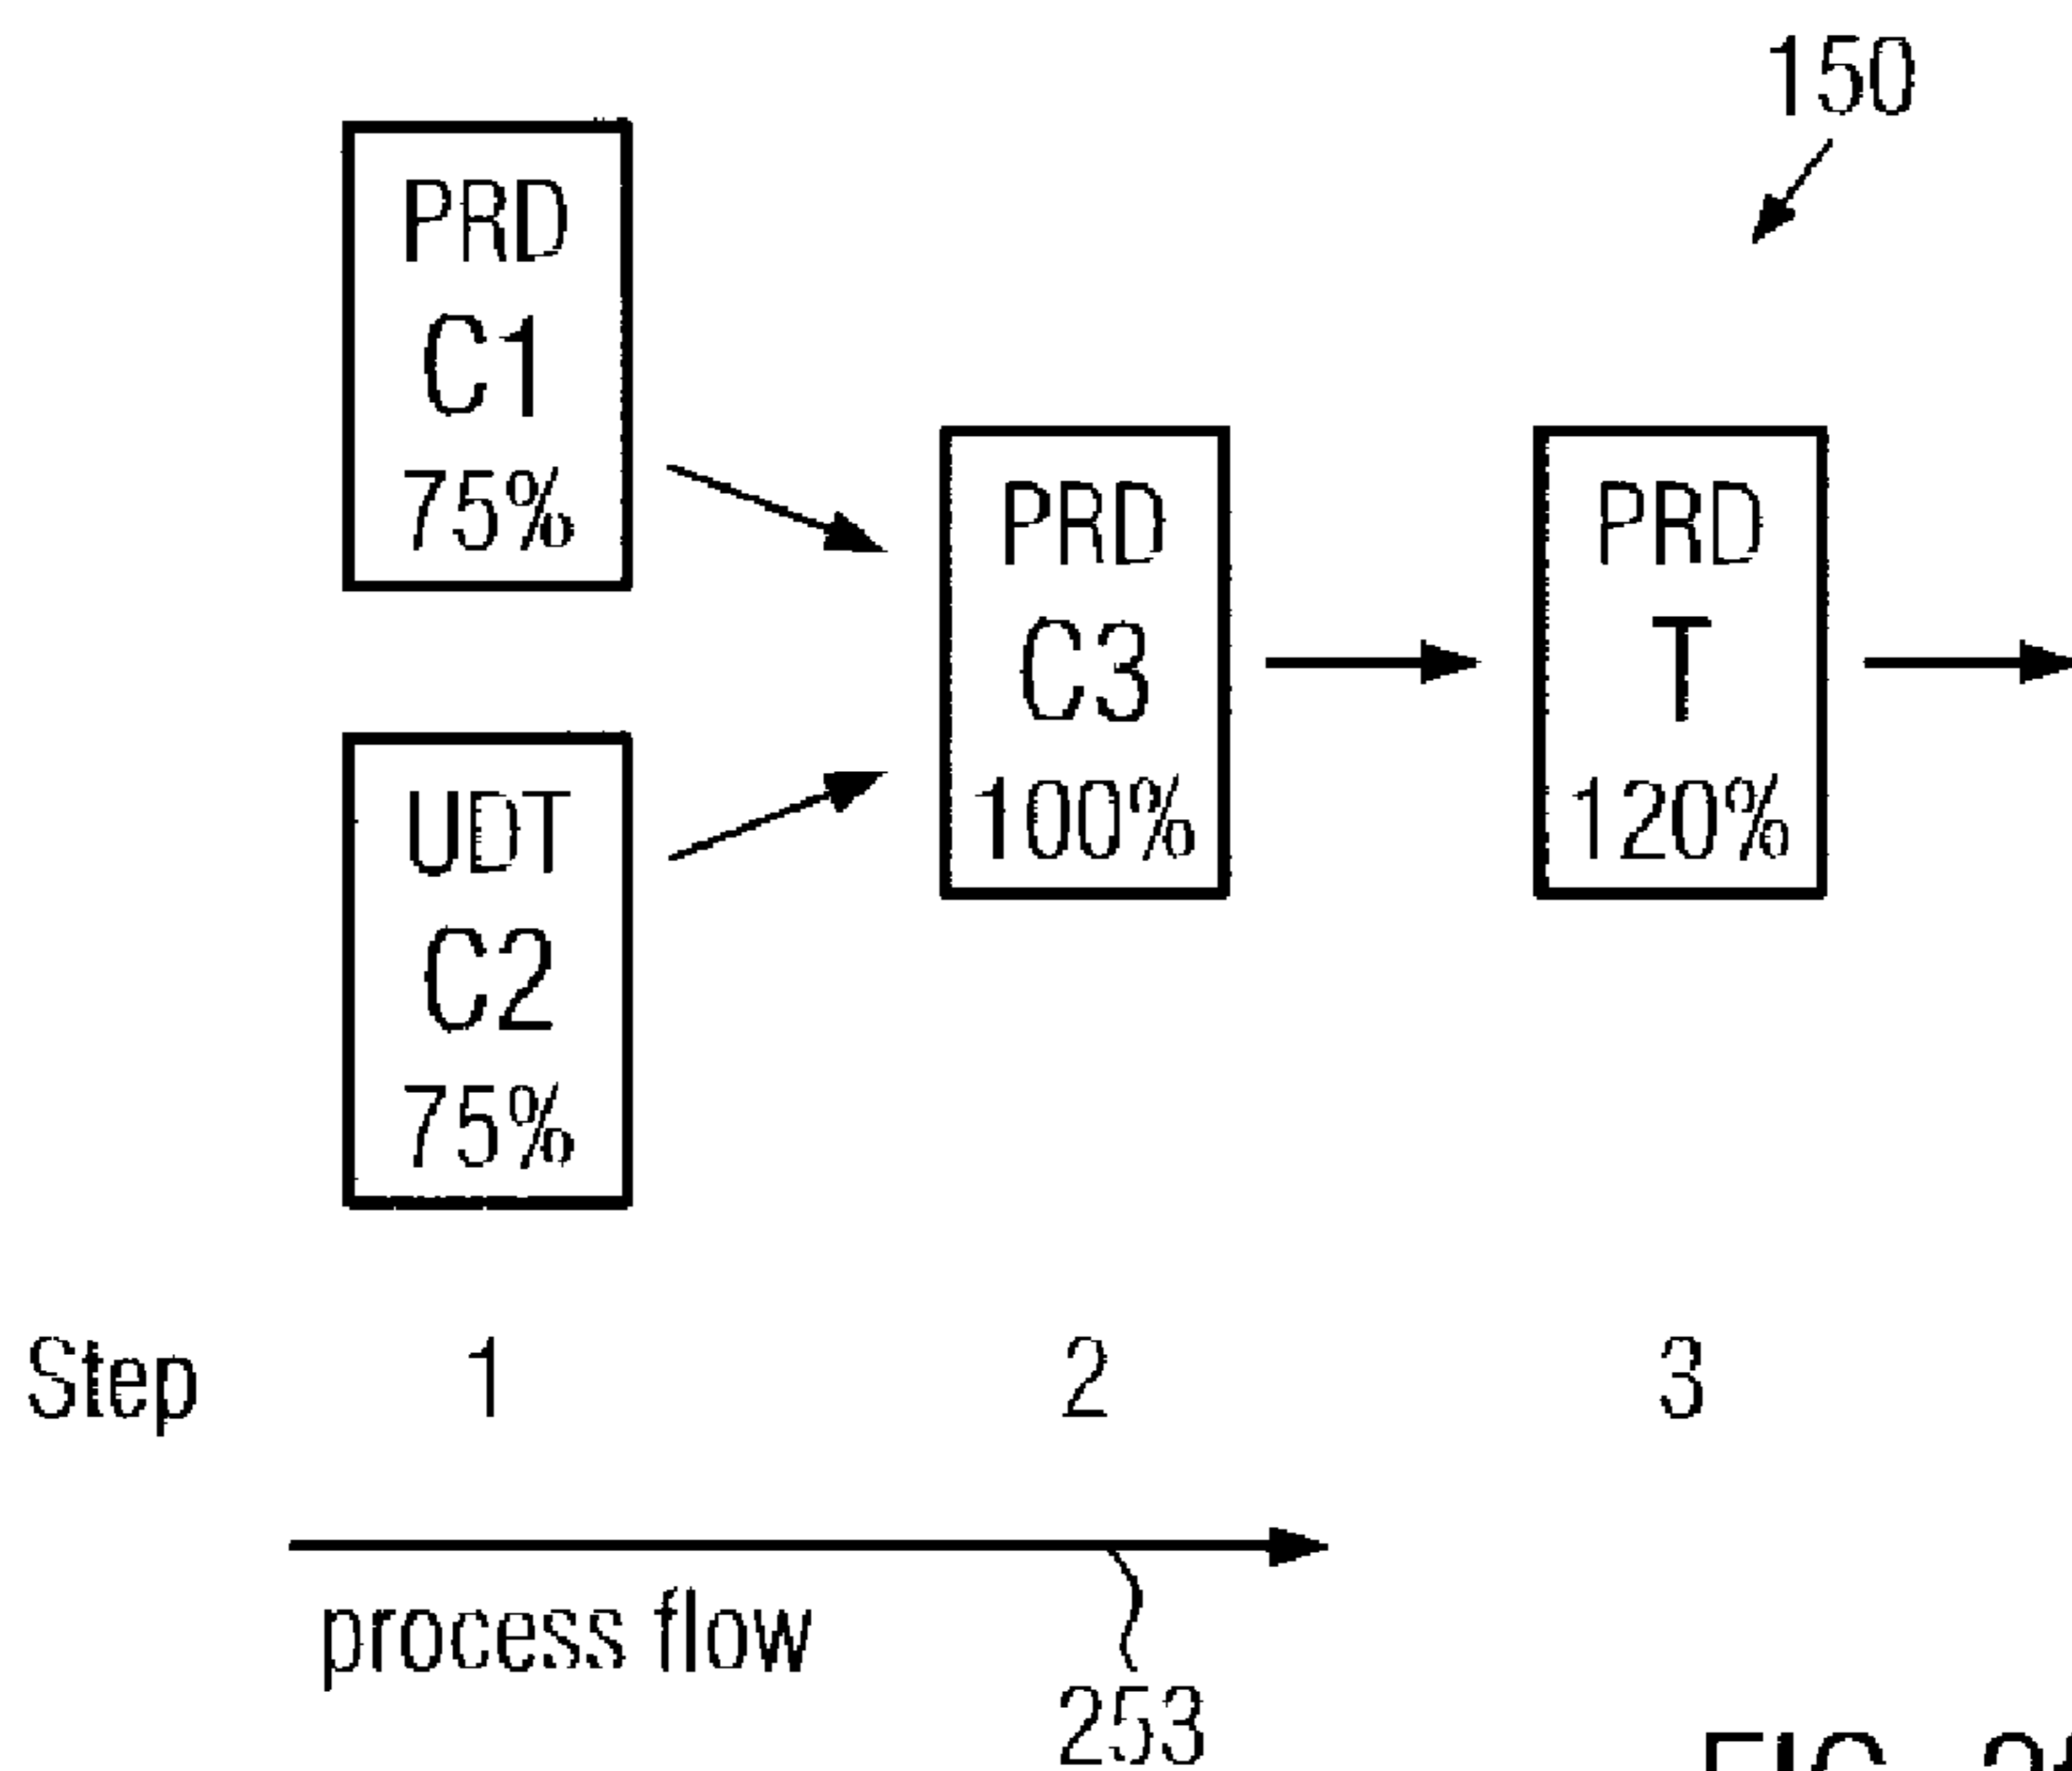 150
PRD
C1
75%
PRD
C3
100%
PRD
T
120%
UDT
C2
75%
Step 1 2 3
process flow
253